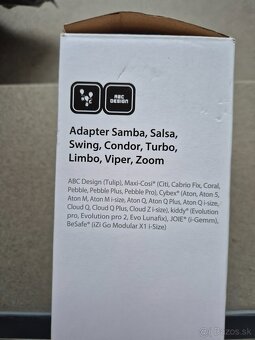 ABC
DESIGN
Adapter Samba, Salsa,
Swing, Condor, Turbo,
Limbo, Viper, Zoom
ABC Design (Tulip), Maxi-Cosi® (Citi, Cabrio Fix, Coral,
Pebble, Pebble Plus, Pebble Pro), Cybex® (Aton, Aton 5,
Aton M, Aton M i-size, Aton Q, Aton Q Plus, Aton Q i-size,
Cloud Q, Cloud Q Plus, Cloud Z i-size), kiddy® (Evolution
pro, Evolution pro 2, Evo Lunafix), JOIE® (i-Gemm),
BeSafe® (iZi Go Modular X1 i-Size)
bazos.sk